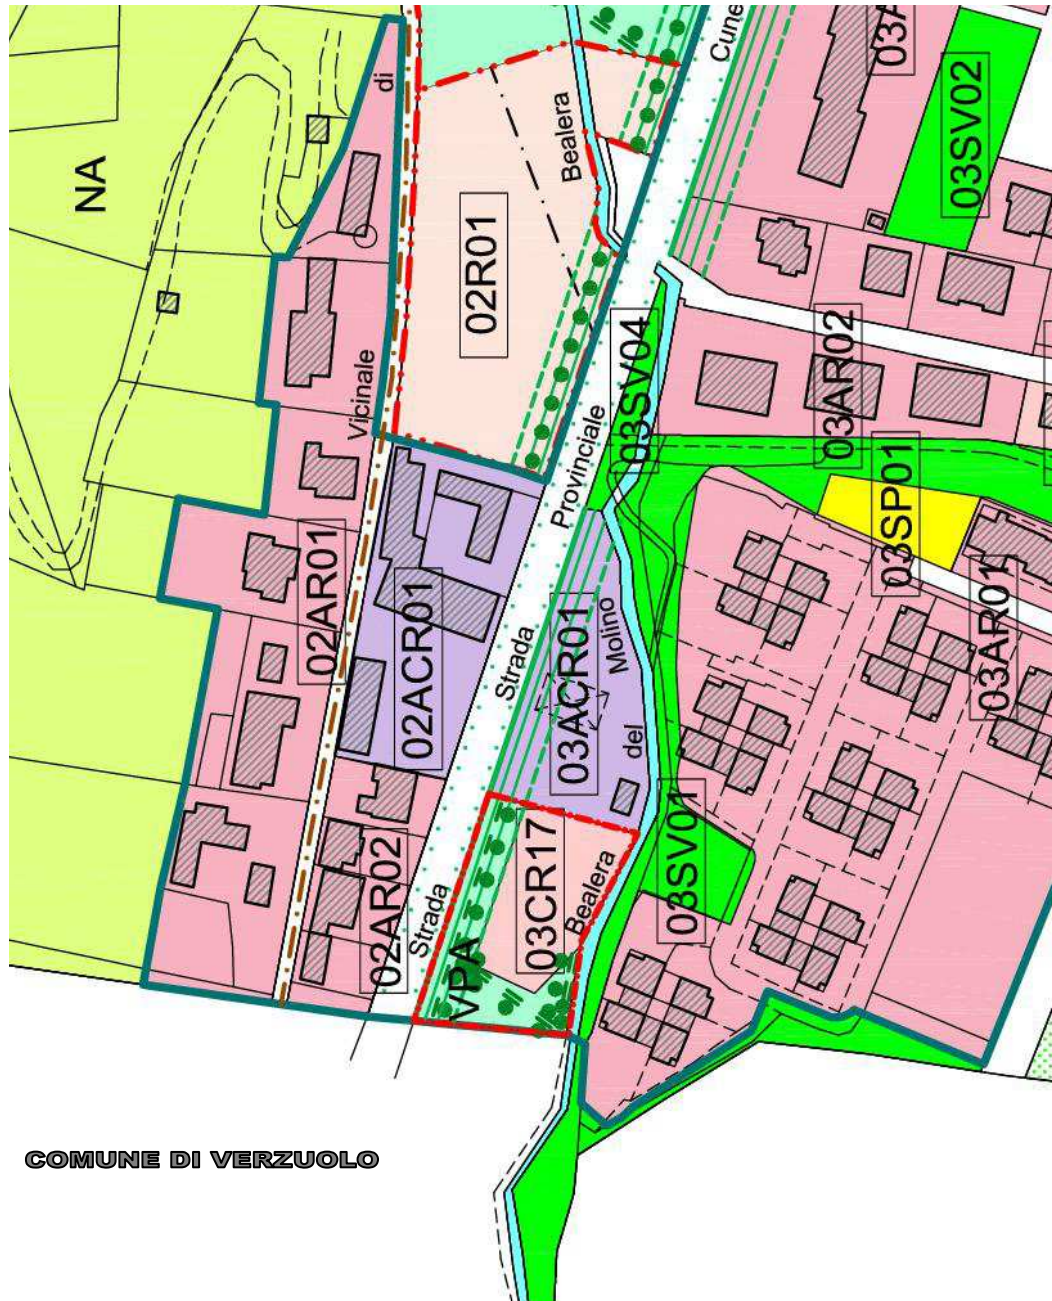 NA
di
Vicinale
02R01
Bealera
Cune
03A
03SV02
03SV04
Provinciale
03AR02
03SP01
03AR01
02AR01
02ACR01
Strada
03ACR01
Molino
del
02AR02
Strada
VPA
03CR17
Bealera
03SV01
COMUNE DI VERZUOLO